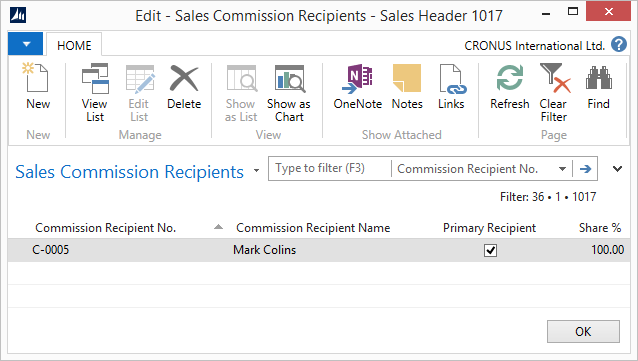 Edit - Sales Commission Recipients - Sales Header 1017
HOME
CRONUS International Ltd.
New
View List
Edit List
Delete
Show as List
Show as Chart
OneNote
Notes
Links
Refresh
Clear Filter
Find
New
Manage
View
Show Attached
Page
Sales Commission Recipients
Type to filter (F3)
Commission Recipient No.
Filter: 36 • 1 • 1017
Commission Recipient No.
Commission Recipient Name
Primary Recipient
Share %
C-0005
Mark Colins
100.00
OK